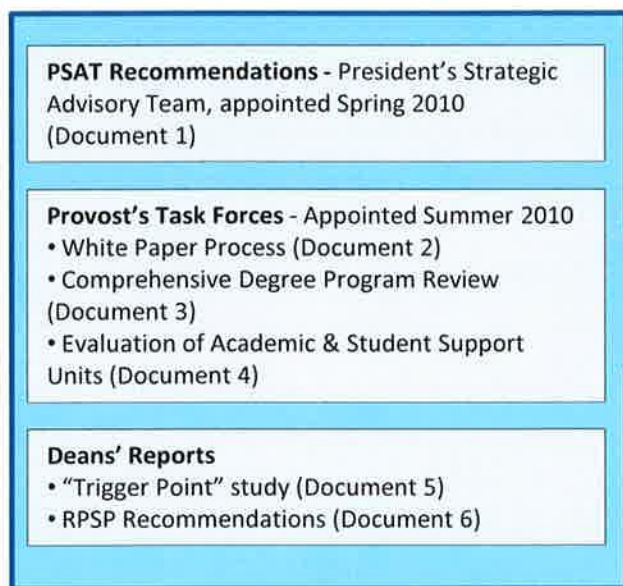 PSAT Recommendations - President's Strategic
Advisory Team, appointed Spring 2010
(Document 1)
Provost's Task Forces - Appointed Summer 2010
• White Paper Process (Document 2)
• Comprehensive Degree Program Review
(Document 3)
• Evaluation of Academic & Student Support
Units (Document 4)
Deans' Reports
• "Trigger Point" study (Document 5)
• RPSP Recommendations (Document 6)